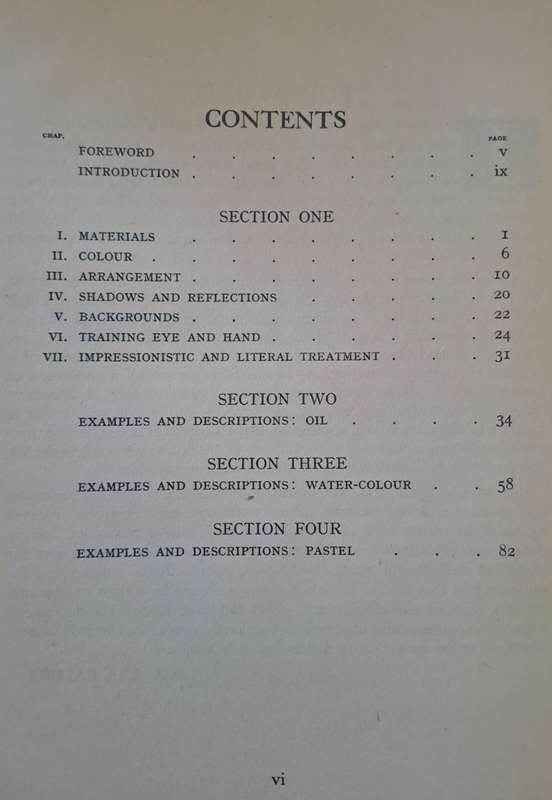 CONTENTS
CHAP. PAGE
FOREWORD . . . . . . . . v
INTRODUCTION . . . . . . . . ix
SECTION ONE
I. MATERIALS . . . . . . . . 1
II. COLOUR . . . . . . . . . 6
III. ARRANGEMENT . . . . . . . . 10
IV. SHADOWS AND REFLECTIONS . . . . . 20
V. BACKGROUNDS . . . . . . . . 22
VI. TRAINING EYE AND HAND . . . . . . 24
VII. IMPRESSIONISTIC AND LITERAL TREATMENT . . . 31
SECTION TWO
EXAMPLES AND DESCRIPTIONS: OIL . . . . 34
SECTION THREE
EXAMPLES AND DESCRIPTIONS: WATER-COLOUR . . 58
SECTION FOUR
EXAMPLES AND DESCRIPTIONS: PASTEL . . . 82
vi